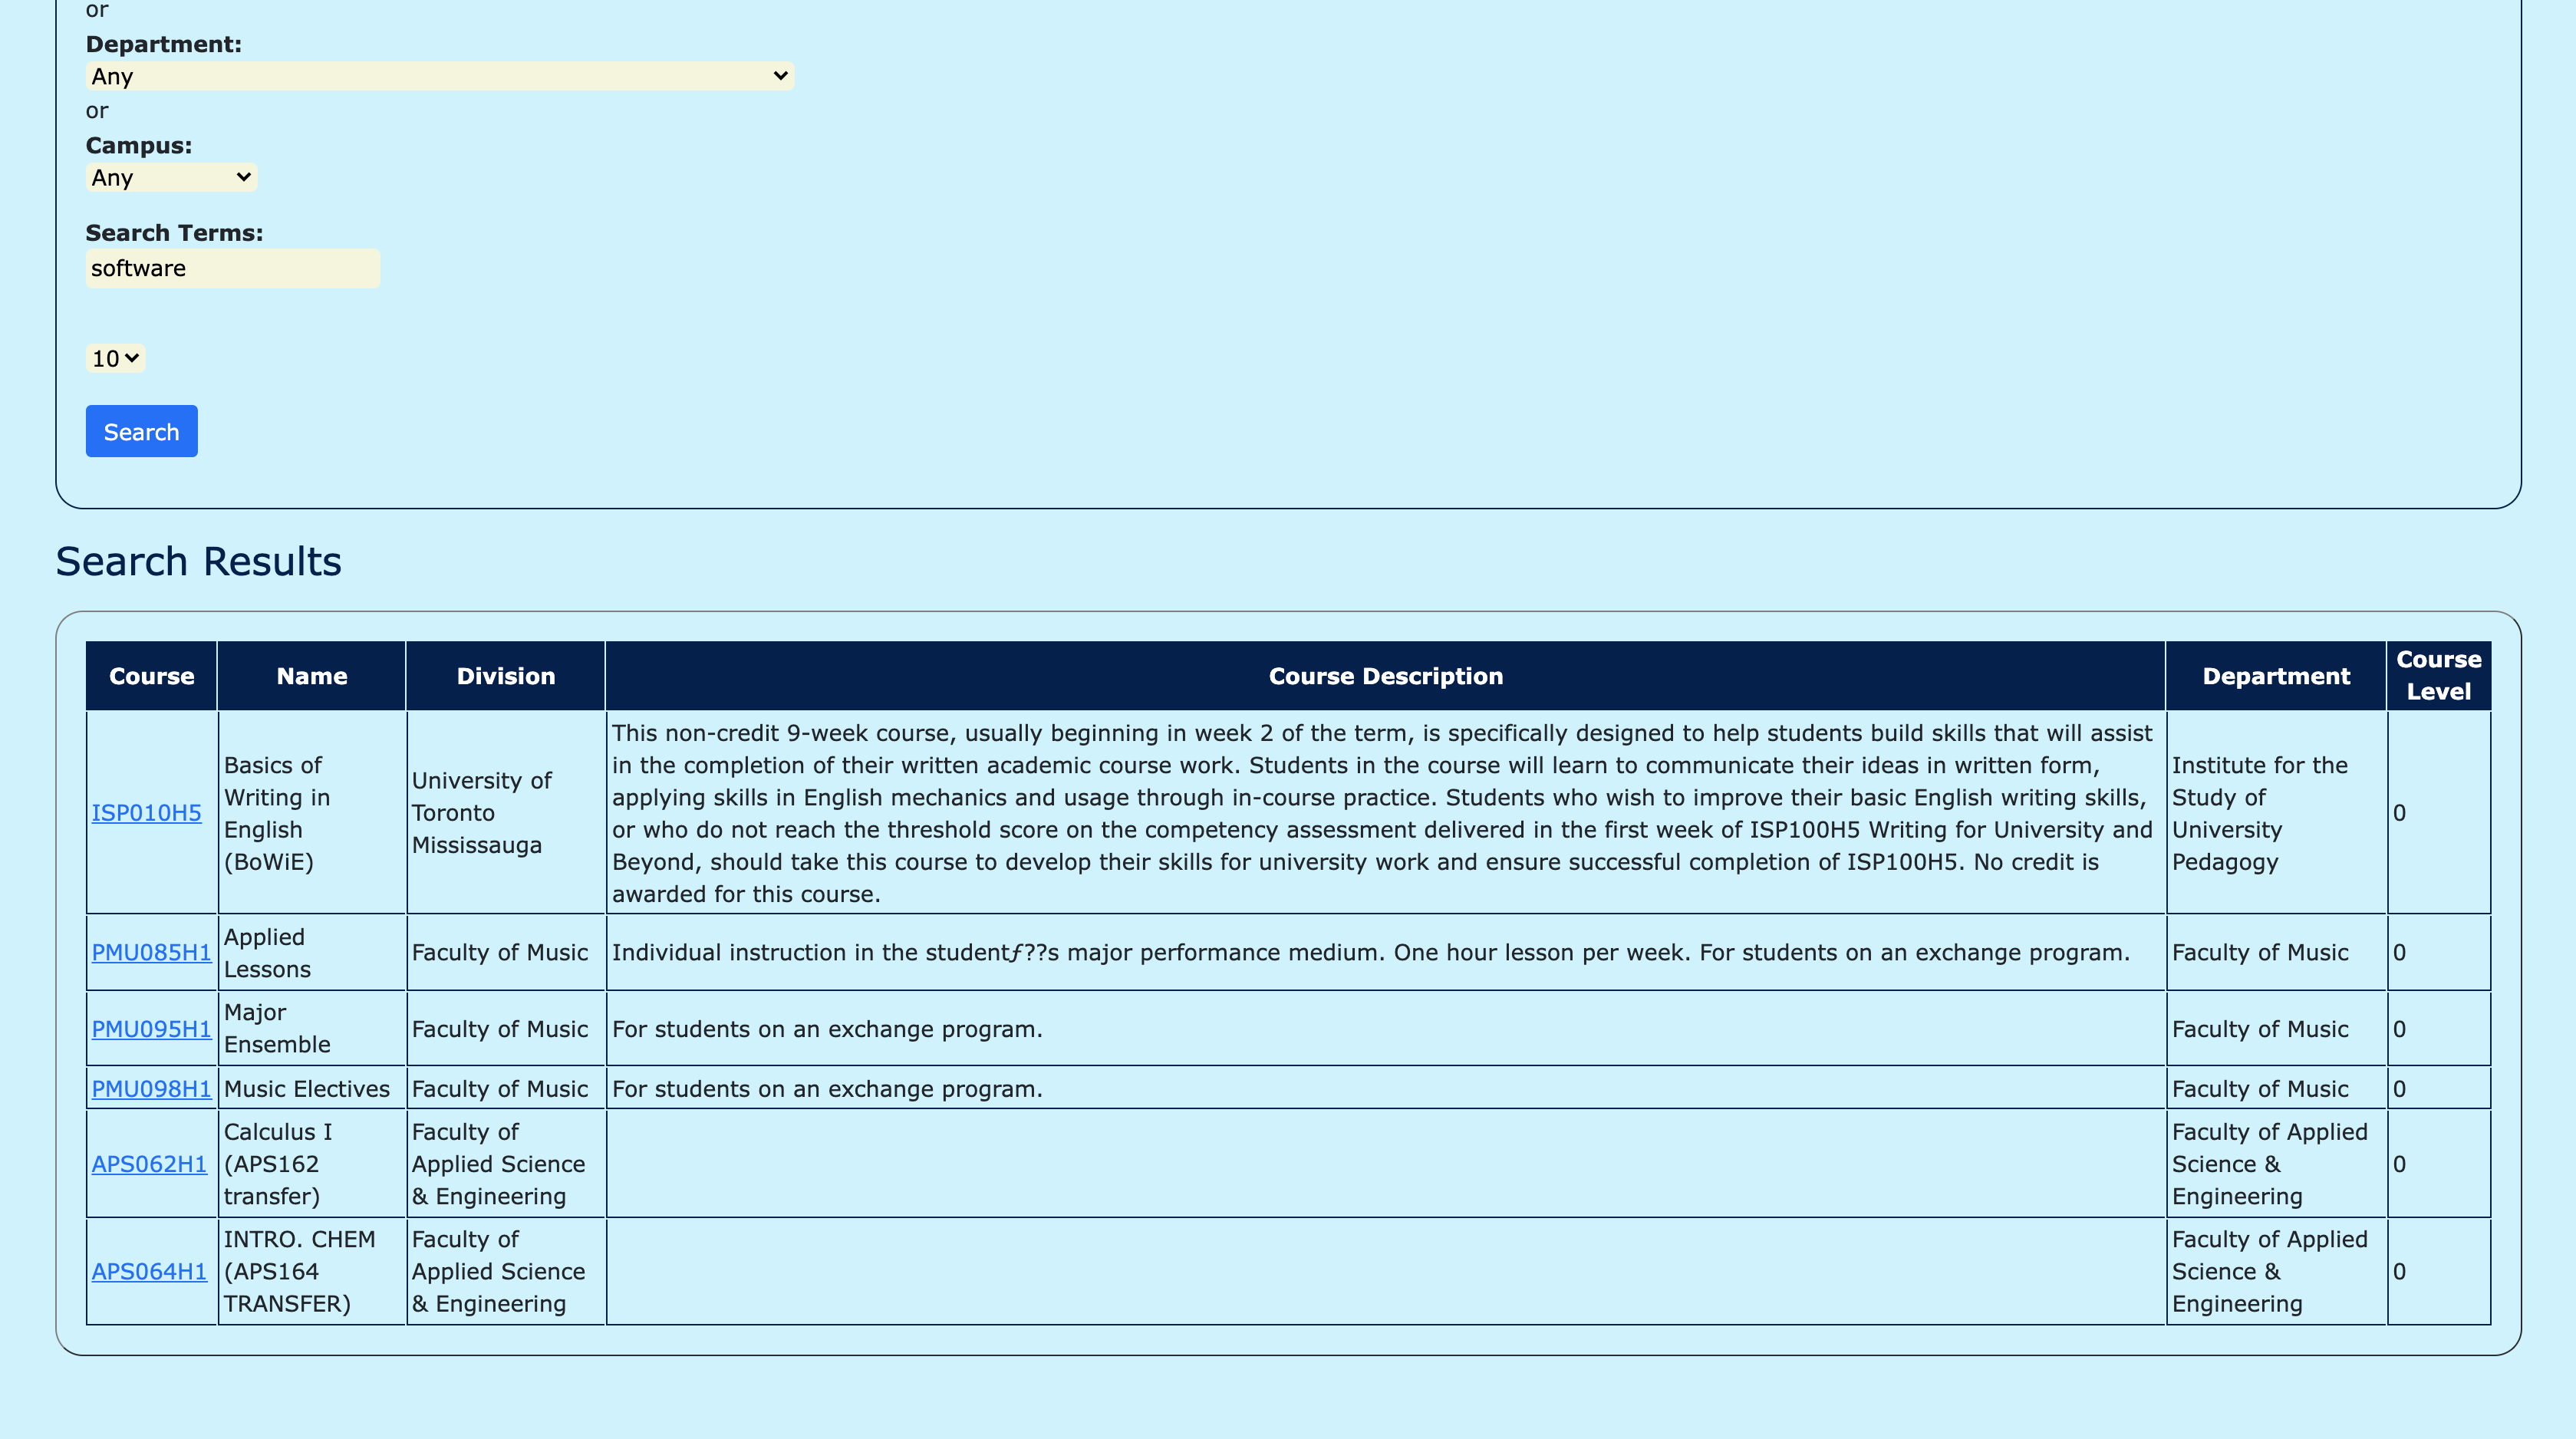 or
Department:
Any
or
Campus:
Any
Search Terms:
software
10
Search
Search Results
Course Name Division Course Description Department Course Level
ISP010H5
Basics of
Writing in
English
(BoWiE)
University of
Toronto
Mississauga
This non-credit 9-week course, usually beginning in week 2 of the term, is specifically designed to help students build skills that will assist
in the completion of their written academic course work. Students in the course will learn to communicate their ideas in written form,
applying skills in English mechanics and usage through in-course practice. Students who wish to improve their basic English writing skills,
or who do not reach the threshold score on the competency assessment delivered in the first week of ISP100H5 Writing for University and
Beyond, should take this course to develop their skills for university work and ensure successful completion of ISP100H5. No credit is
awarded for this course.
Institute for the
Study of
University
Pedagogy
0
PMU085H1
Applied
Lessons
Faculty of Music
Individual instruction in the studentƒ??s major performance medium. One hour lesson per week. For students on an exchange program.
Faculty of Music
0
PMU095H1
Major
Ensemble
Faculty of Music
For students on an exchange program.
Faculty of Music
0
PMU098H1
Music Electives
Faculty of Music
For students on an exchange program.
Faculty of Music
0
APS062H1
Calculus I
(APS162
transfer)
Faculty of
Applied Science
& Engineering
Faculty of Applied
Science &
Engineering
0
APS064H1
INTRO. CHEM
(APS164
TRANSFER)
Faculty of
Applied Science
& Engineering
Faculty of Applied
Science &
Engineering
0